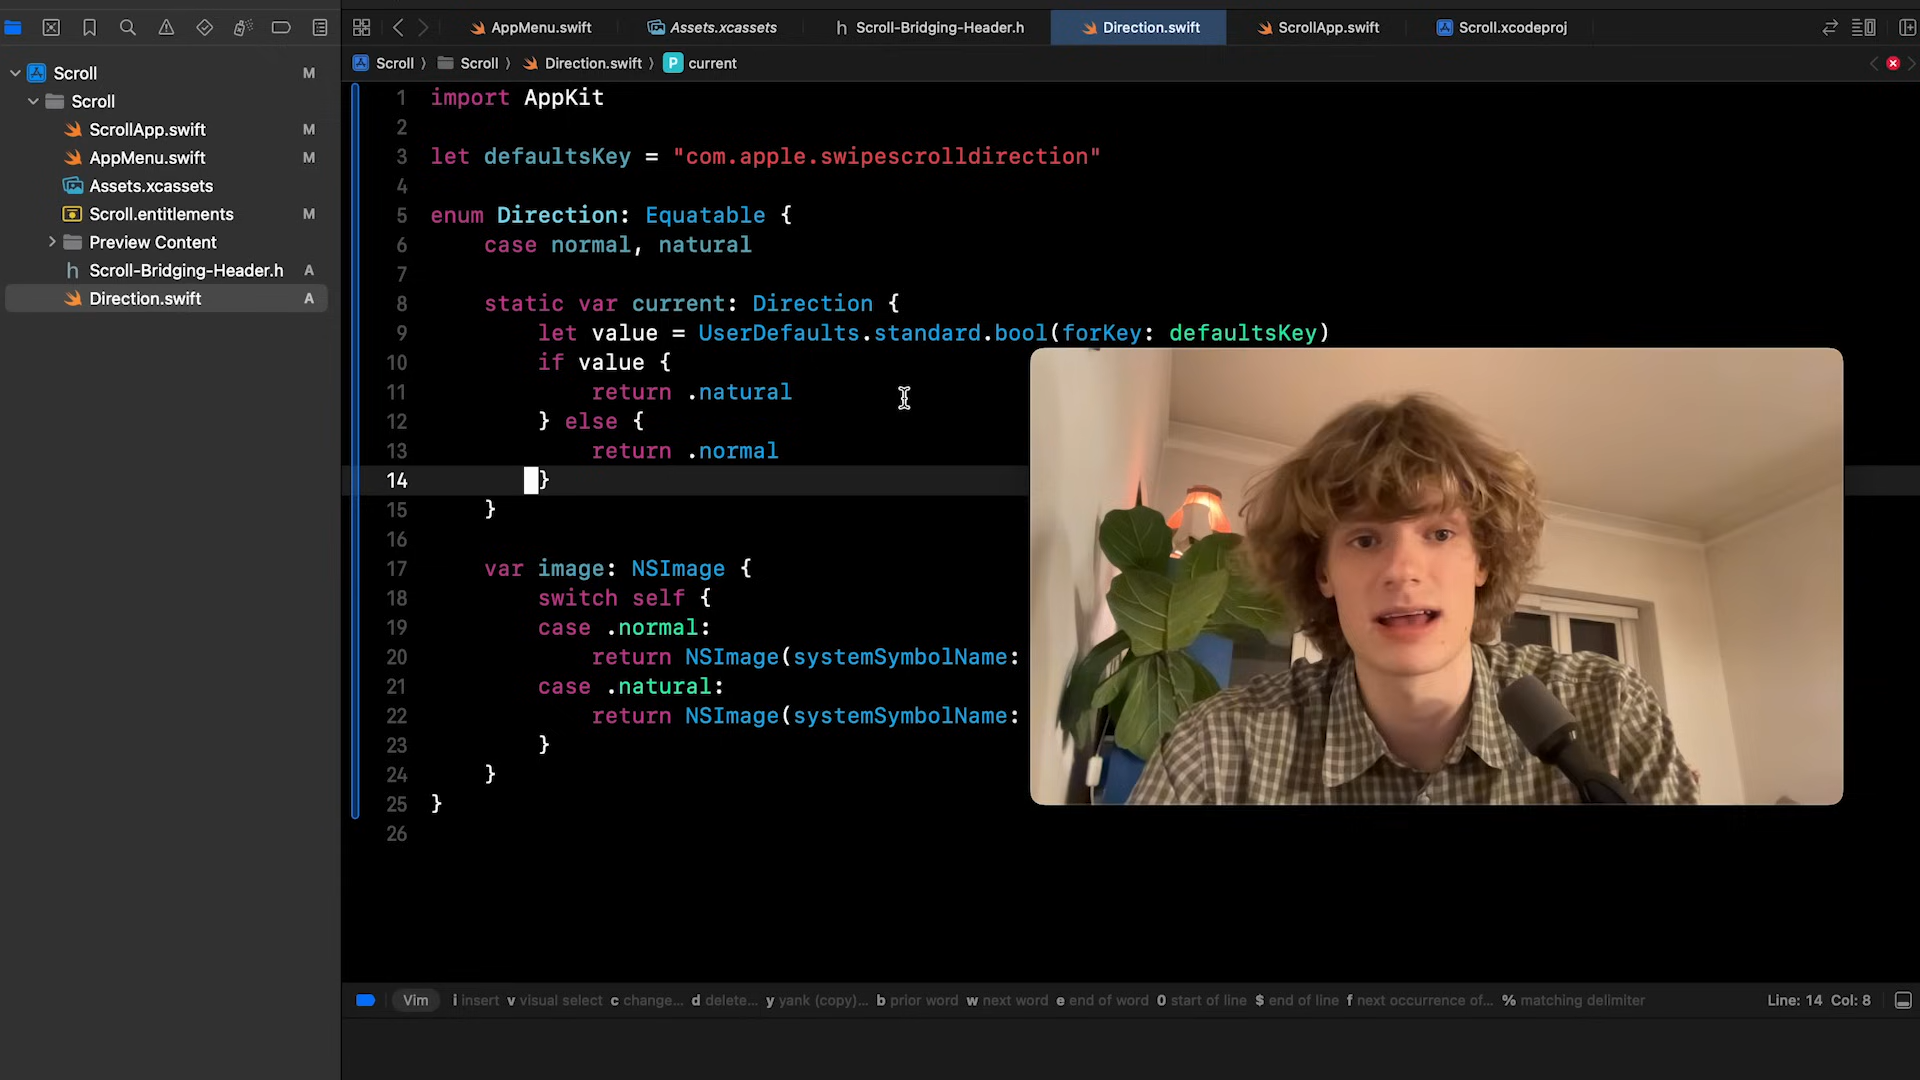 AppMenu.swift
Assets.xcassets
Scroll-Bridging-Header.h
Direction.swift
ScrollApp.swift
Scroll.xcodeproj
Scroll
M
Scroll
ScrollApp.swift
M
AppMenu.swift
M
Assets.xcassets
Scroll.entitlements
M
Preview Content
Scroll-Bridging-Header.h
A
Direction.swift
A
Scroll 〉 Scroll 〉 Direction.swift 〉 P current
1 import AppKit
2
3 let defaultsKey = "com.apple.swipescrolldirection"
4
5 enum Direction: Equatable {
6 case normal, natural
7
8 static var current: Direction {
9 let value = UserDefaults.standard.bool(forKey: defaultsKey)
10 if value {
11 return .natural
12 } else {
13 return .normal
14 }
15 }
16
17 var image: NSImage {
18 switch self {
19 case .normal:
20 return NSImage(systemSymbolName:
21 case .natural:
22 return NSImage(systemSymbolName:
23 }
24 }
25 }
26
Vim i insert v visual select c change... d delete... y yank (copy)... b prior word w next word e end of word 0 start of line $ end of line f next occurrence of... % matching delimiter
Line: 14 Col: 8